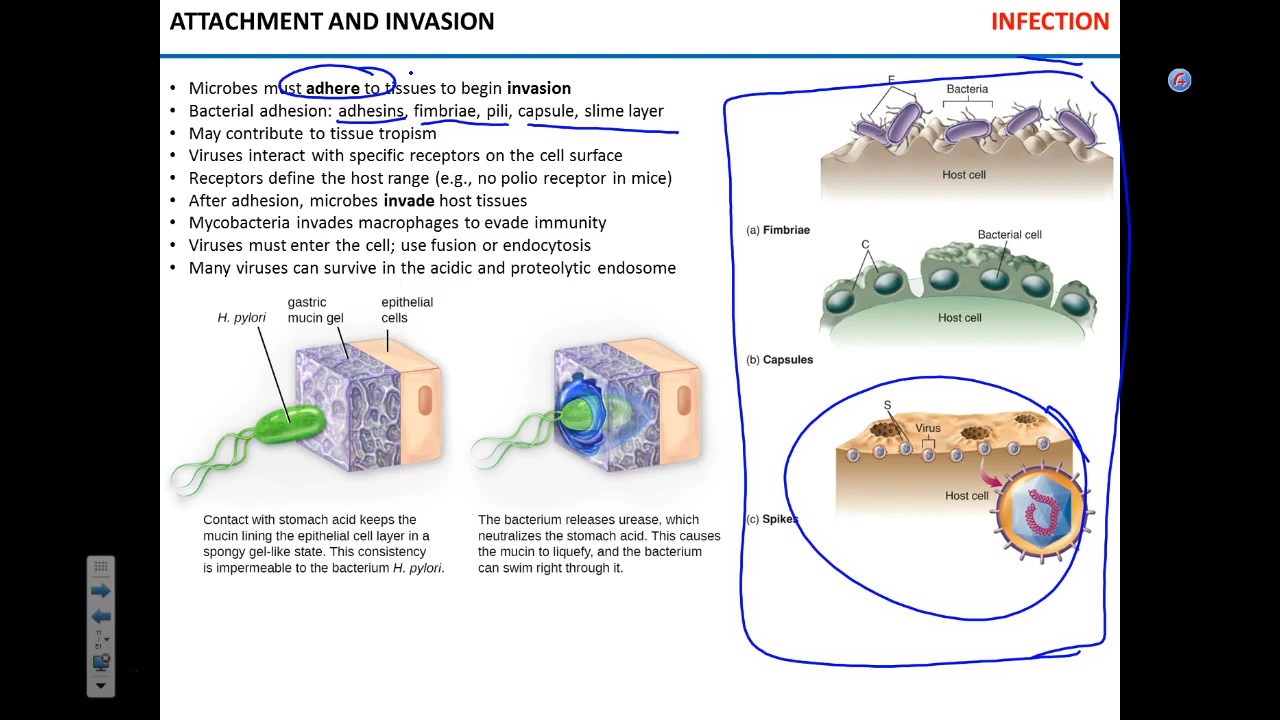 ATTACHMENT AND INVASION
INFECTION
• Microbes must adhere to tissues to begin invasion
• Bacterial adhesion: adhesins, fimbriae, pili, capsule, slime layer
• May contribute to tissue tropism
• Viruses interact with specific receptors on the cell surface
• Receptors define the host range (e.g., no polio receptor in mice)
• After adhesion, microbes invade host tissues
• Mycobacteria invades macrophages to evade immunity
• Viruses must enter the cell; use fusion or endocytosis
• Many viruses can survive in the acidic and proteolytic endosome
H. pylori
gastric
mucin gel
epithelial
cells
Contact with stomach acid keeps the
mucin lining the epithelial cell layer in a
spongy gel-like state. This consistency
is impermeable to the bacterium H. pylori.
The bacterium releases urease, which
neutralizes the stomach acid. This causes
the mucin to liquefy, and the bacterium
can swim right through it.
F
Bacteria
Host cell
(a) Fimbriae
C
Bacterial cell
Host cell
(b) Capsules
S
Virus
Host cell
(c) Spikes
11
/
61